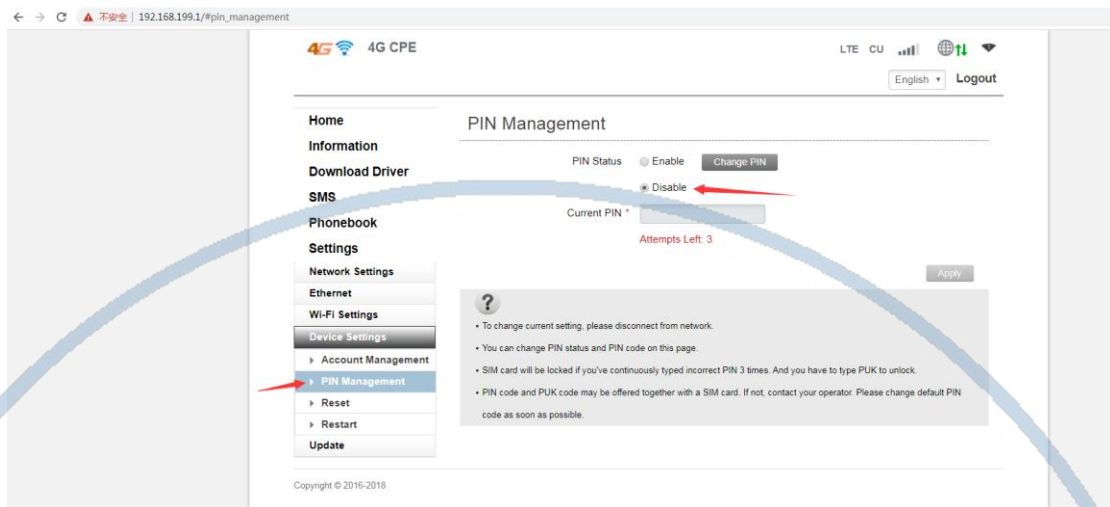 不安全 | 192.168.199.1/#pin_management
4G 4G CPE
LTE CU
English Logout
Home
Information
Download Driver
SMS
Phonebook
Settings
Network Settings
Ethernet
Wi-Fi Settings
Device Settings
Account Management
PIN Management
Reset
Restart
Update
PIN Management
PIN Status Enable Change PIN
Disable
Current PIN *
Attempts Left: 3
Apply
?
• To change current setting, please disconnect from network.
• You can change PIN status and PIN code on this page.
• SIM card will be locked if you've continuously typed incorrect PIN 3 times. And you have to type PUK to unlock.
• PIN code and PUK code may be offered together with a SIM card. If not, contact your operator. Please change default PIN
code as soon as possible.
Copyright © 2016-2018